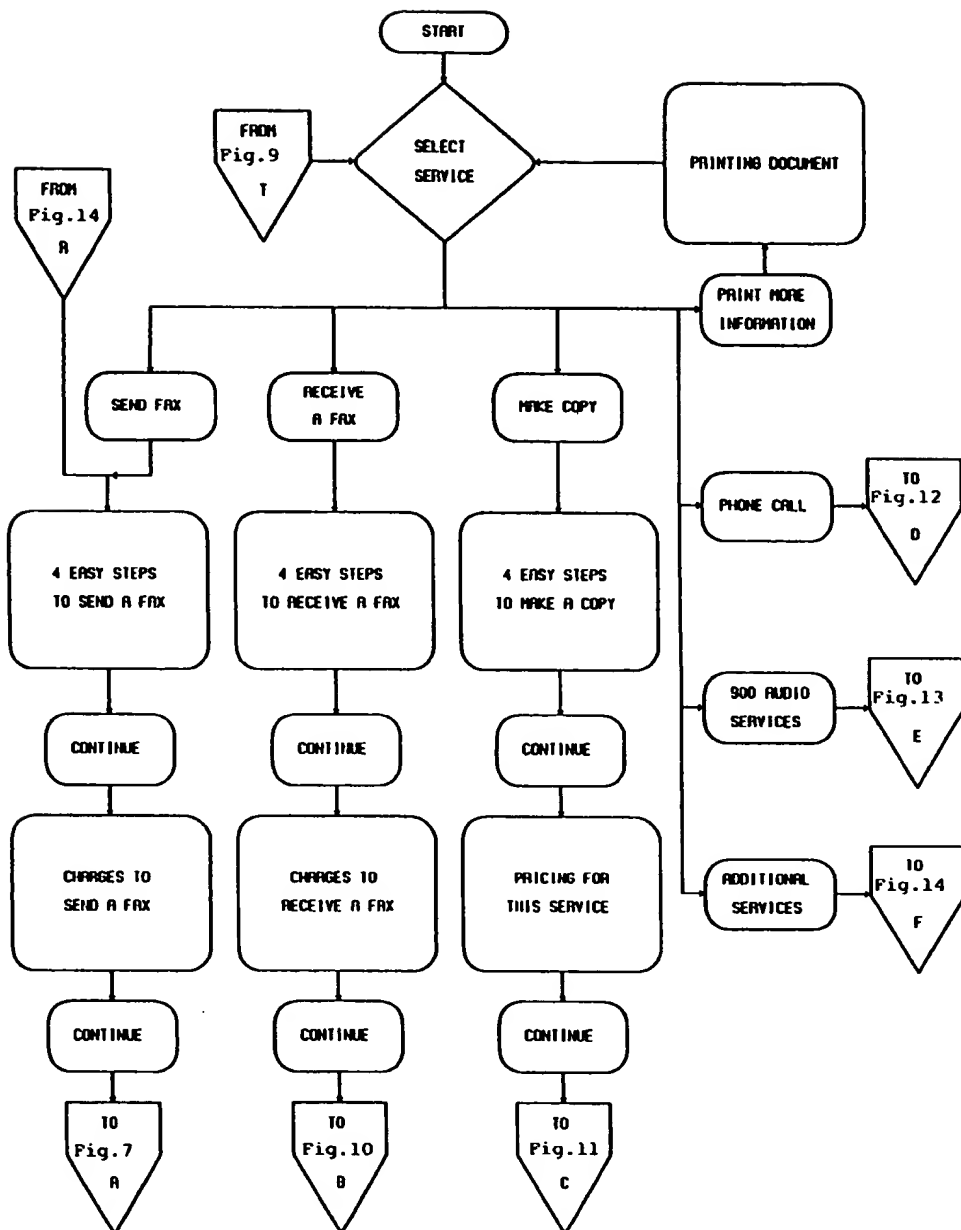 START
FROM
Fig.9
T
SELECT
SERVICE
PRINTING DOCUMENT
FROM
Fig.14
A
PRINT MORE
INFORMATION
SEND FAX
RECEIVE
A FAX
MAKE COPY
PHONE CALL
TO
Fig.12
D
4 EASY STEPS
TO SEND A FAX
4 EASY STEPS
TO RECEIVE A FAX
4 EASY STEPS
TO MAKE A COPY
900 AUDIO
SERVICES
TO
Fig.13
E
CONTINUE
CONTINUE
CONTINUE
CHARGES TO
SEND A FAX
CHARGES TO
RECEIVE A FAX
PRICING FOR
THIS SERVICE
ADDITIONAL
SERVICES
TO
Fig.14
F
CONTINUE
CONTINUE
CONTINUE
TO
Fig.7
A
TO
Fig.10
B
TO
Fig.11
C